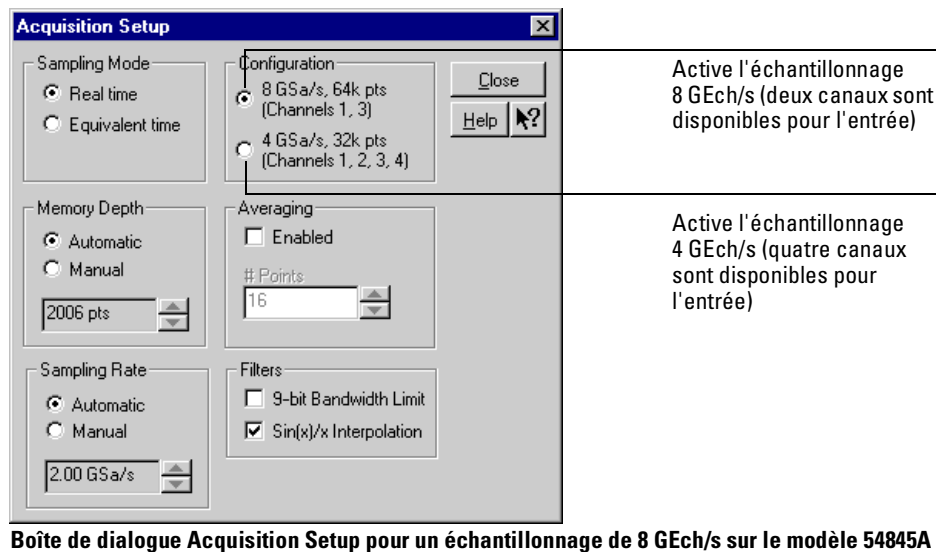 Acquisition Setup
Sampling Mode
Real time
Equivalent time
Configuration
8 GSa/s, 64k pts
(Channels 1, 3)
4 GSa/s, 32k pts
(Channels 1, 2, 3, 4)
Close
Help
Memory Depth
Automatic
Manual
2006 pts
Averaging
Enabled
# Points
16
Sampling Rate
Automatic
Manual
2.00 GSa/s
Filters
9-bit Bandwidth Limit
Sin(x)/x Interpolation
Active l'échantillonnage
8 GEch/s (deux canaux sont
disponibles pour l'entrée)
Active l'échantillonnage
4 GEch/s (quatre canaux
sont disponibles pour
l'entrée)
Boîte de dialogue Acquisition Setup pour un échantillonnage de 8 GEch/s sur le modèle 54845A